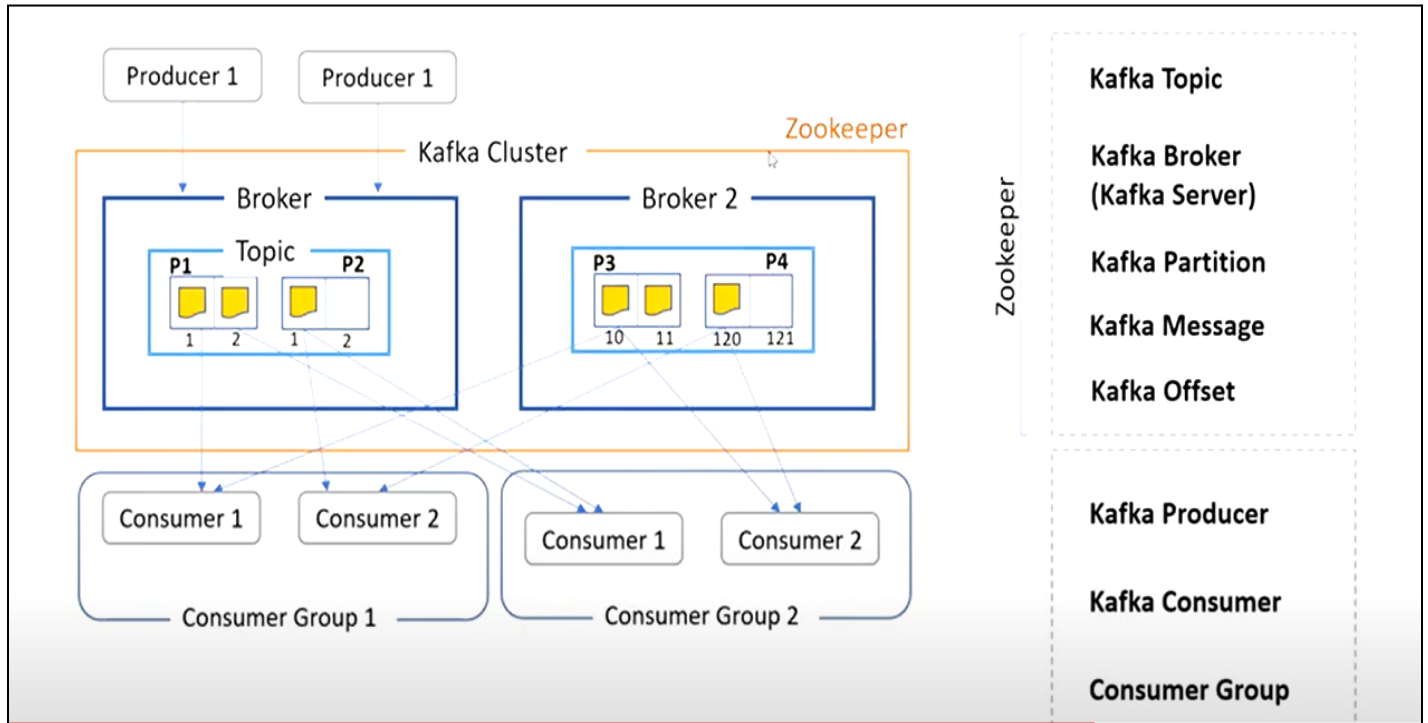 Producer 1
Producer 1
Zookeeper
Kafka Cluster
Broker
Broker 2
Topic
P1
P2
P3
P4
1
2
1
2
10
11
120
121
Consumer 1
Consumer 2
Consumer 1
Consumer 2
Consumer Group 1
Consumer Group 2
Zookeeper
Kafka Topic
Kafka Broker
(Kafka Server)
Kafka Partition
Kafka Message
Kafka Offset
Kafka Producer
Kafka Consumer
Consumer Group